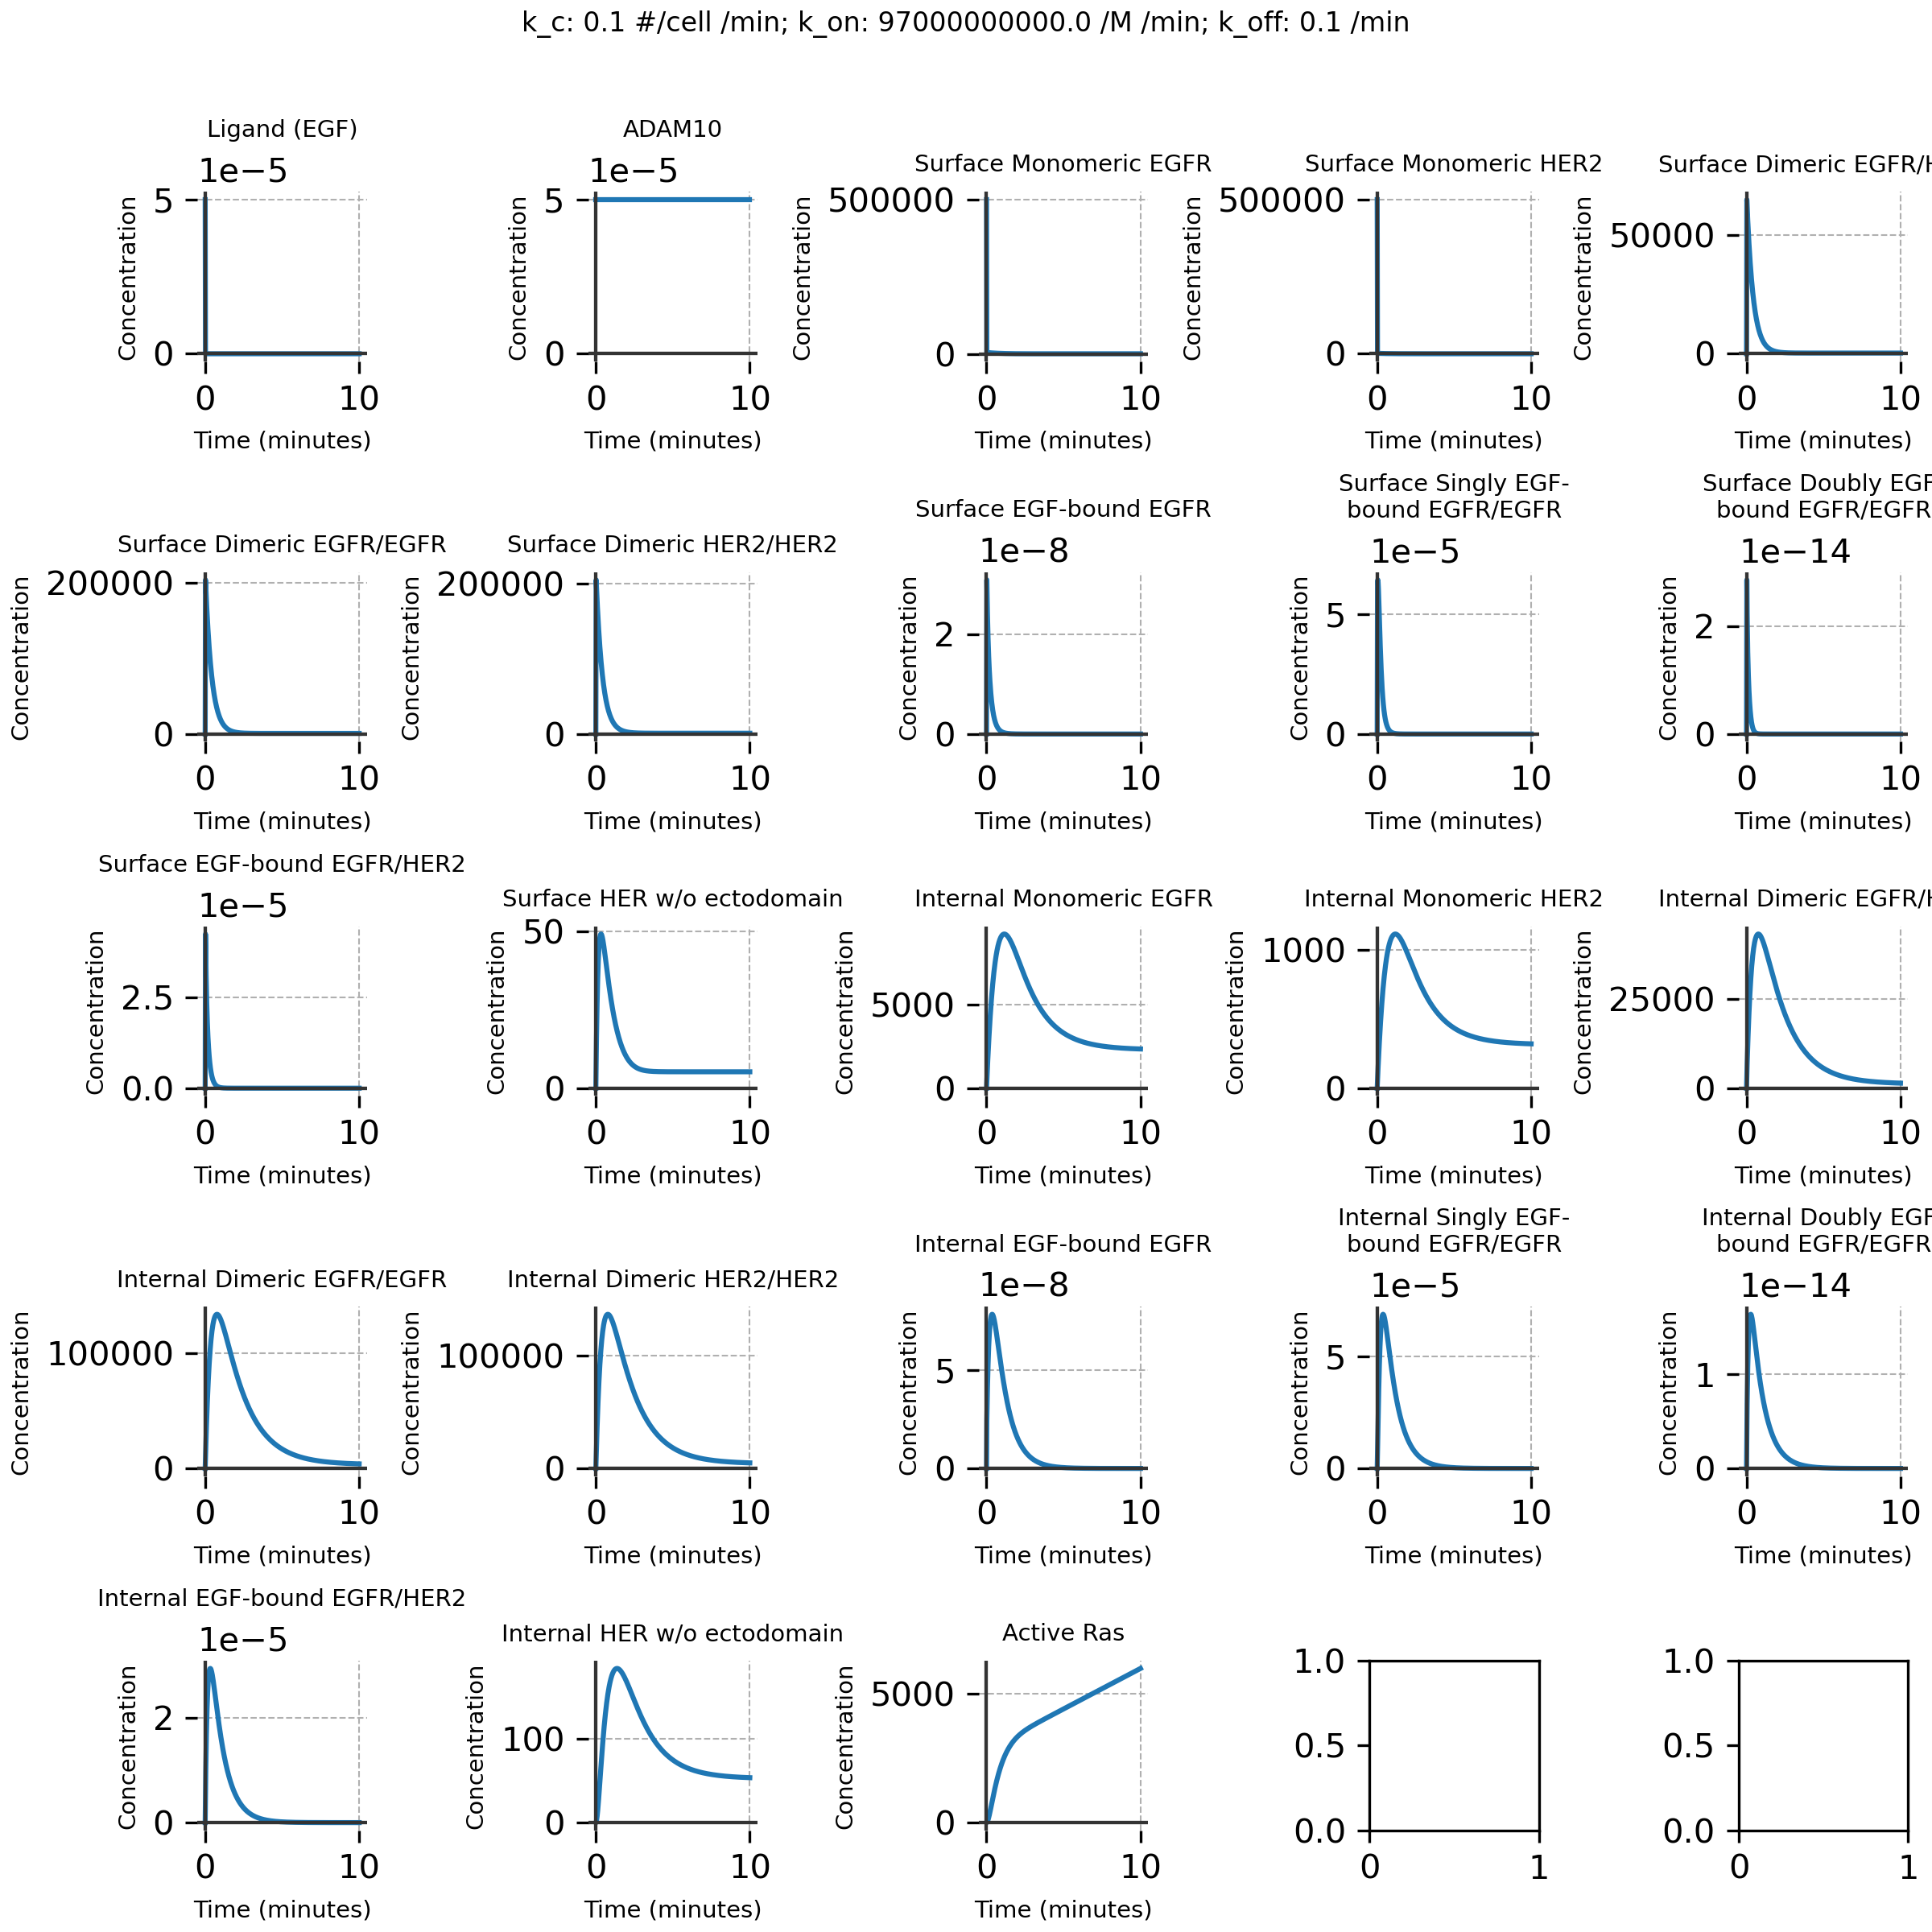 k_c: 0.1 #/cell /min; k_on: 97000000000.0 /M /min; k_off: 0.1 /min
Ligand (EGF)
1e−5
5
0
0
10
Concentration
Time (minutes)
ADAM10
1e−5
5
0
0
10
Concentration
Time (minutes)
Surface Monomeric EGFR
500000
0
0
10
Concentration
Time (minutes)
Surface Monomeric HER2
500000
0
0
10
Concentration
Time (minutes)
Surface Dimeric EGFR/H
50000
0
0
10
Concentration
Time (minutes)
Surface Dimeric EGFR/EGFR
200000
0
0
10
Concentration
Time (minutes)
Surface Dimeric HER2/HER2
200000
0
0
10
Concentration
Time (minutes)
Surface EGF-bound EGFR
1e−8
2
0
0
10
Concentration
Time (minutes)
Surface Singly EGF-
bound EGFR/EGFR
1e−5
5
0
0
10
Concentration
Time (minutes)
Surface Doubly EGF
bound EGFR/EGFR
1e−14
2
0
0
10
Concentration
Time (minutes)
Surface EGF-bound EGFR/HER2
1e−5
2.5
0.0
0
10
Concentration
Time (minutes)
Surface HER w/o ectodomain
50
0
0
10
Concentration
Time (minutes)
Internal Monomeric EGFR
5000
0
0
10
Concentration
Time (minutes)
Internal Monomeric HER2
1000
0
0
10
Concentration
Time (minutes)
Internal Dimeric EGFR/H
25000
0
0
10
Concentration
Time (minutes)
Internal Dimeric EGFR/EGFR
100000
0
0
10
Concentration
Time (minutes)
Internal Dimeric HER2/HER2
100000
0
0
10
Concentration
Time (minutes)
Internal EGF-bound EGFR
1e−8
5
0
0
10
Concentration
Time (minutes)
Internal Singly EGF-
bound EGFR/EGFR
1e−5
5
0
0
10
Concentration
Time (minutes)
Internal Doubly EGF
bound EGFR/EGFR
1e−14
1
0
0
10
Concentration
Time (minutes)
Internal EGF-bound EGFR/HER2
1e−5
2
0
0
10
Concentration
Time (minutes)
Internal HER w/o ectodomain
100
0
0
10
Concentration
Time (minutes)
Active Ras
5000
0
0
10
Concentration
Time (minutes)
1.0
0.5
0.0
0
1
1.0
0.5
0.0
0
1